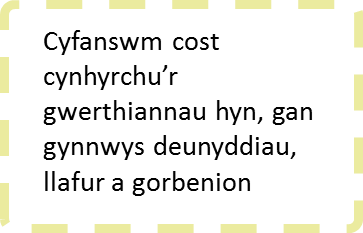 Cyfanswm cost
cynhyrchu’r
gwerthiannau hyn, gan
gynnwys deunyddiau,
llafur a gorbenion